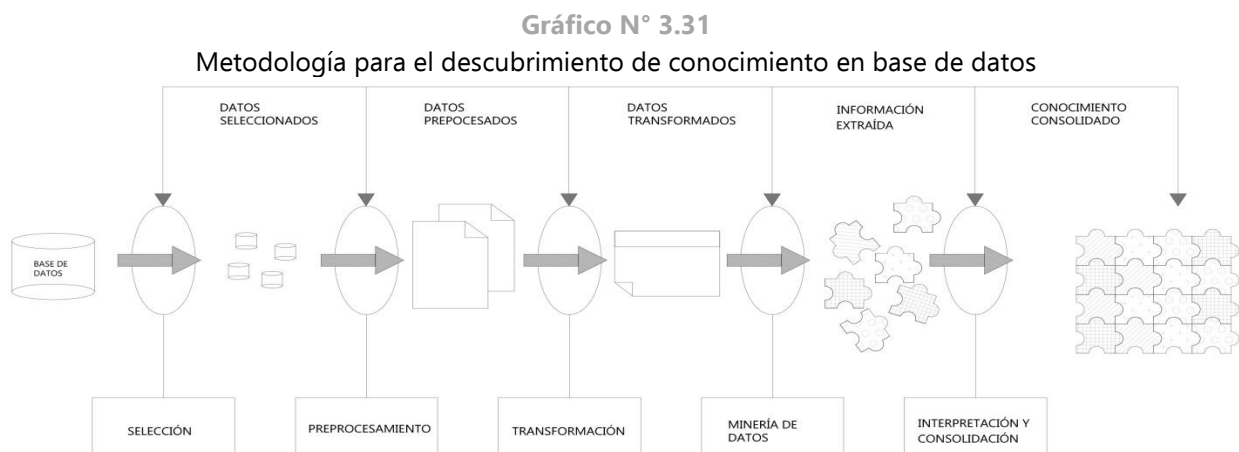 Gráfico N° 3.31
Metodología para el descubrimiento de conocimiento en base de datos
DATOS
SELECCIONADOS
DATOS
PREPOCESADOS
DATOS
TRANSFORMADOS
INFORMACIÓN
EXTRAÍDA
CONOCIMIENTO
CONSOLIDADO
BASE DE
DATOS
SELECCIÓN
PREPROCESAMIENTO
TRANSFORMACIÓN
MINERÍA DE
DATOS
INTERPRETACIÓN Y
CONSOLIDACIÓN